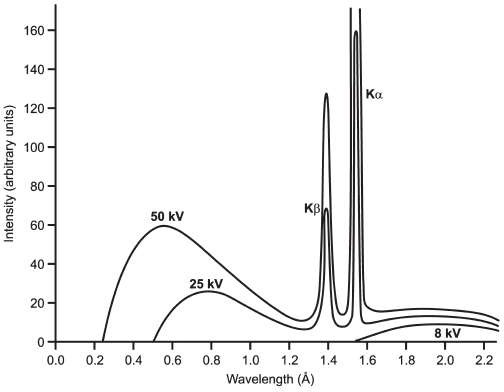 160
140
120
100
80
60
40
20
0
Intensity (arbitrary units)
Kα
Kβ
50 kV
25 kV
8 kV
0.0 0.2 0.4 0.6 0.8 1.0 1.2 1.4 1.6 1.8 2.0 2.2
Wavelength (Å)